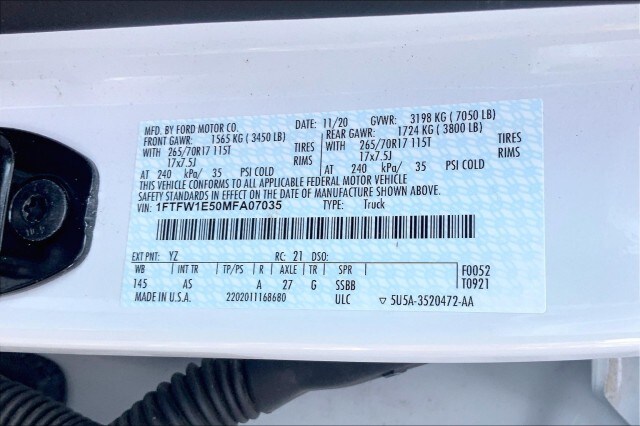 MFD. BY FORD MOTOR CO. DATE: 11/20 GVWR: 3198 KG ( 7050 LB)
FRONT GAWR: 1565 KG ( 3450 LB) REAR GAWR: 1724 KG ( 3800 LB)
WITH 265/70R17 115T TIRES WITH 265/70R17 115T TIRES
17x7.5J RIMS 17x7.5J RIMS
AT 240 kPa/ 35 PSI COLD AT 240 kPa/ 35 PSI COLD
THIS VEHICLE CONFORMS TO ALL APPLICABLE FEDERAL MOTOR VEHICLE
SAFETY STANDARDS IN EFFECT ON THE DATE OF MANUFACTURE SHOWN ABOVE.
VIN: 1FTFW1E50MFA07035 TYPE: Truck
EXT PNT: YZ RC: 21 DSO: F0052
WB INT TR TP/PS R AXLE TR SPR T0921
145 AS A 27 G SSBB
MADE IN U.S.A. 2202011168680 ULC ▽ 5U5A-3520472-AA